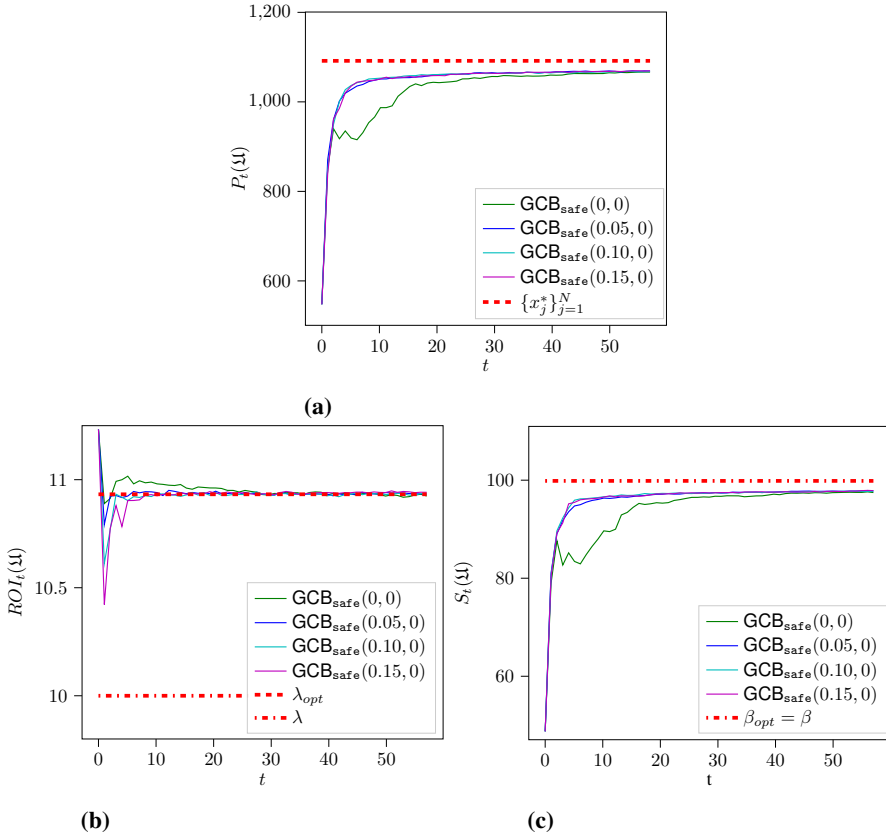 1,200
1,000
800
600
P_t(𝔘)
GCB_safe(0, 0)
GCB_safe(0.05, 0)
GCB_safe(0.10, 0)
GCB_safe(0.15, 0)
{x_j^*}_{j=1}^N
0 10 20 30 40 50
t
(a)
11
10.5
10
ROI_t(𝔘)
GCB_safe(0, 0)
GCB_safe(0.05, 0)
GCB_safe(0.10, 0)
GCB_safe(0.15, 0)
λ_opt
λ
0 10 20 30 40 50
t
(b)
100
80
60
S_t(𝔘)
GCB_safe(0, 0)
GCB_safe(0.05, 0)
GCB_safe(0.10, 0)
GCB_safe(0.15, 0)
β_opt = β
0 10 20 30 40 50
t
(c)